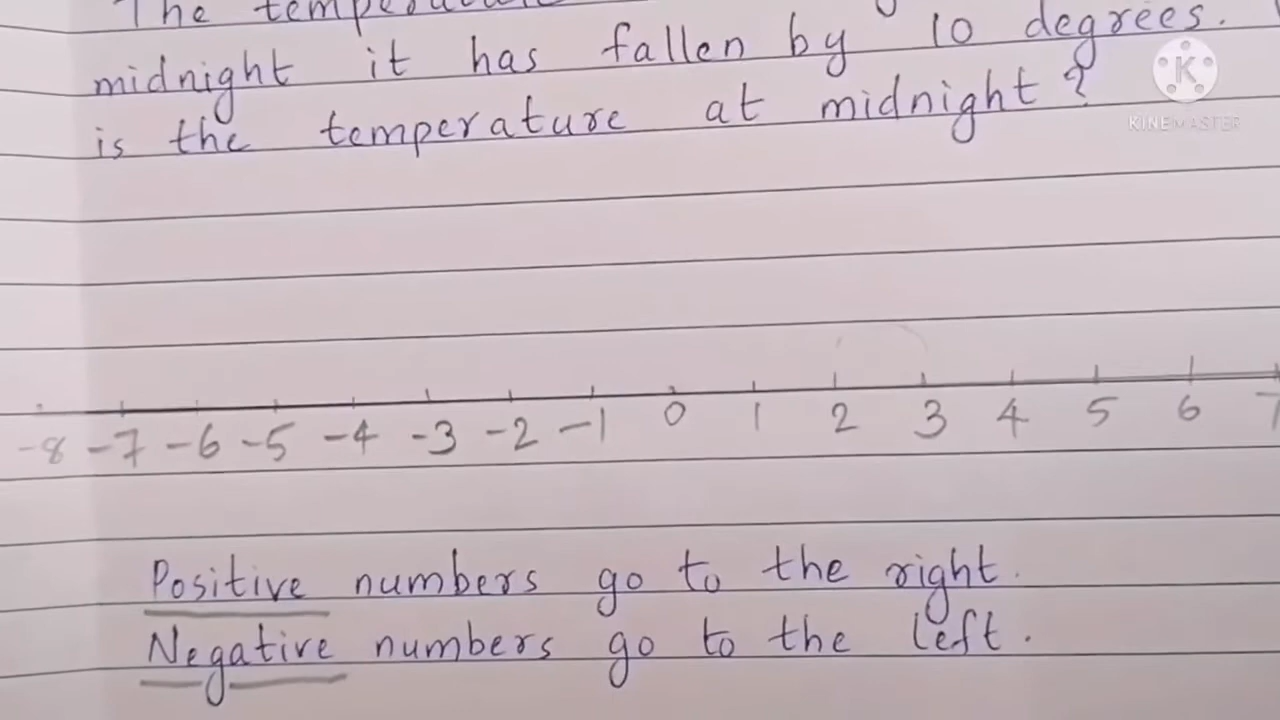 The temperature
midnight it has fallen by 10 degrees.
is the temperature at midnight?
KINEMASTER
-8 -7 -6 -5 -4 -3 -2 -1 0 1 2 3 4 5 6 7
Positive numbers go to the right.
Negative numbers go to the left.